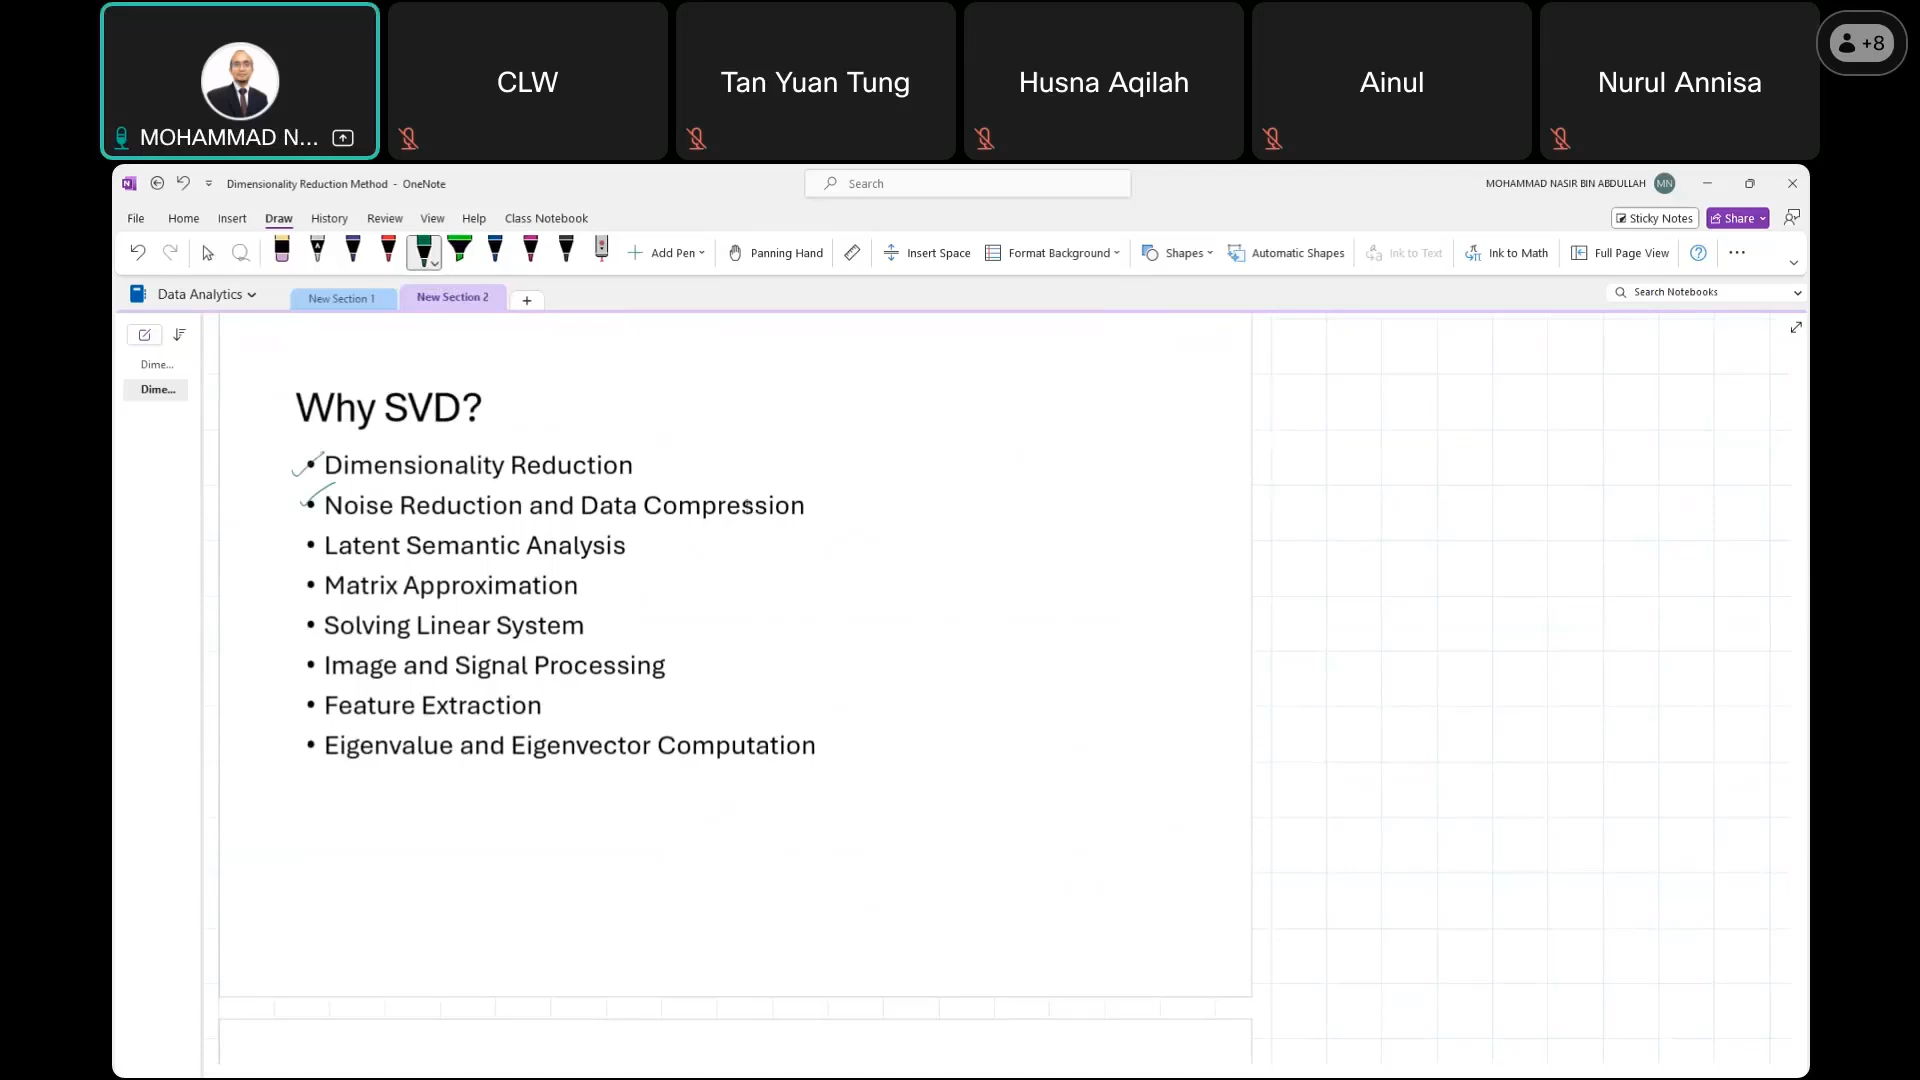 CLW
Tan Yuan Tung
Husna Aqilah
Ainul
Nurul Annisa
+8
MOHAMMAD N...
Dimensionality Reduction Method - OneNote
Search
MOHAMMAD NASIR BIN ABDULLAH
MN
File Home Insert Draw History Review View Help Class Notebook
Sticky Notes
Share
Add Pen
Panning Hand
Insert Space
Format Background
Shapes
Automatic Shapes
Ink to Text
Ink to Math
Full Page View
Data Analytics
New Section 1
New Section 2
Search Notebooks
Dime...
Dime...
Why SVD?
• Dimensionality Reduction
• Noise Reduction and Data Compression
• Latent Semantic Analysis
• Matrix Approximation
• Solving Linear System
• Image and Signal Processing
• Feature Extraction
• Eigenvalue and Eigenvector Computation